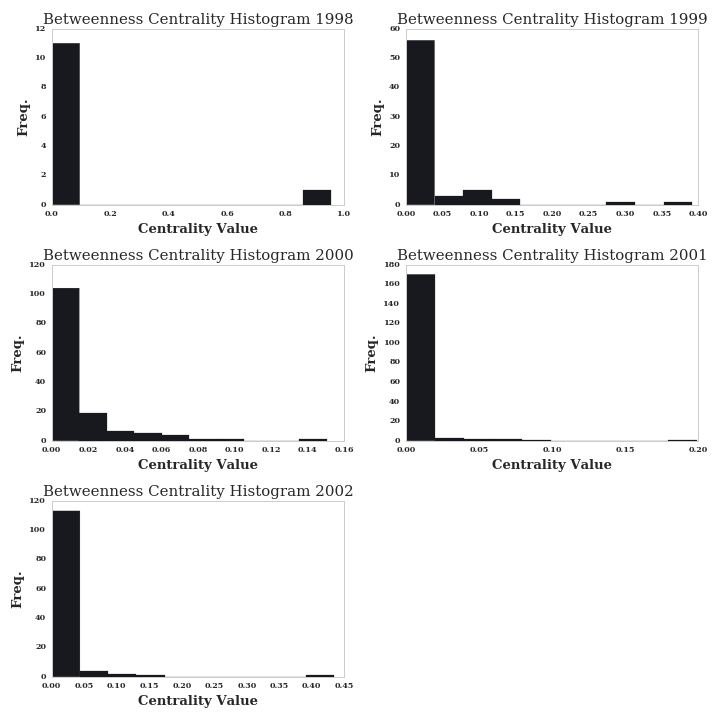 Betweenness Centrality Histogram 1998
12
10
8
6
4
2
0
Freq.
0.0 0.2 0.4 0.6 0.8 1.0
Centrality Value
Betweenness Centrality Histogram 1999
60
50
40
30
20
10
0
Freq.
0.00 0.05 0.10 0.15 0.20 0.25 0.30 0.35 0.40
Centrality Value
Betweenness Centrality Histogram 2000
120
100
80
60
40
20
0
Freq.
0.00 0.02 0.04 0.06 0.08 0.10 0.12 0.14 0.16
Centrality Value
Betweenness Centrality Histogram 2001
180
160
140
120
100
80
60
40
20
0
Freq.
0.00 0.05 0.10 0.15 0.20
Centrality Value
Betweenness Centrality Histogram 2002
120
100
80
60
40
20
0
Freq.
0.00 0.05 0.10 0.15 0.20 0.25 0.30 0.35 0.40 0.45
Centrality Value